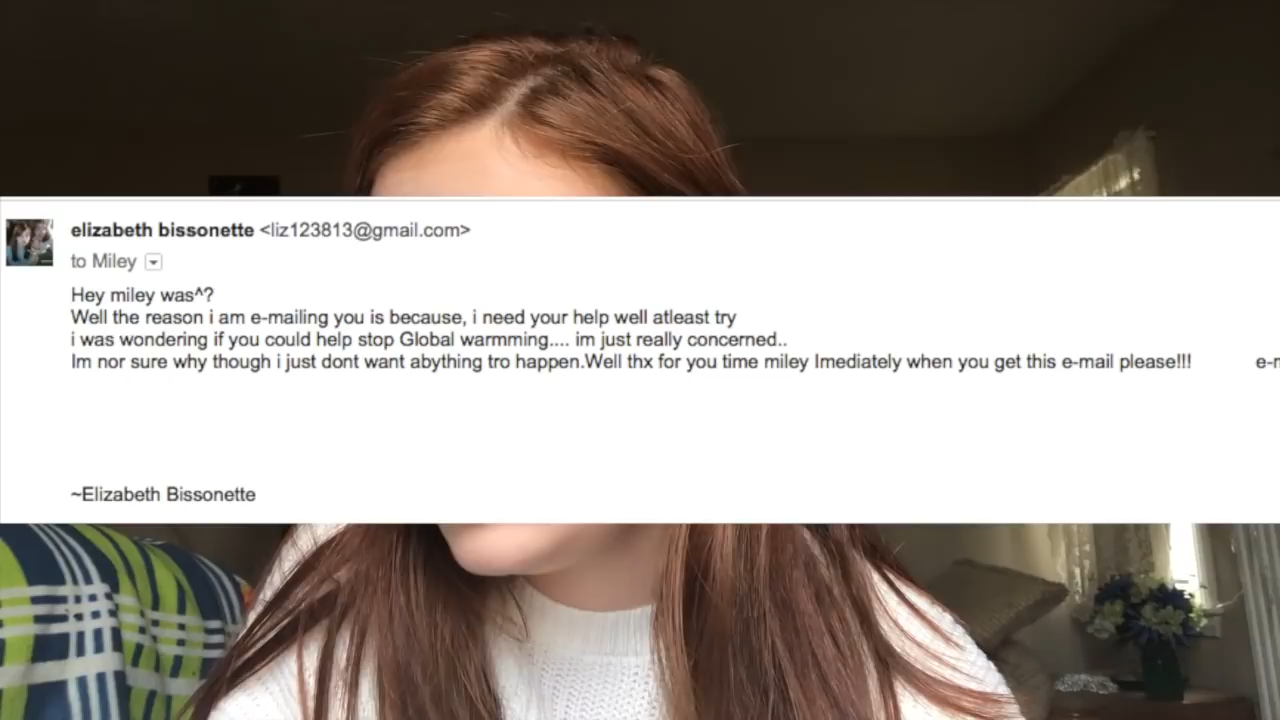 elizabeth bissonette <liz123813@gmail.com>
to Miley
Hey miley was^?
Well the reason i am e-mailing you is because, i need your help well atleast try
i was wondering if you could help stop Global warmming.... im just really concerned..
Im nor sure why though i just dont want abything tro happen.Well thx for you time miley Imediately when you get this e-mail please!!!
~Elizabeth Bissonette